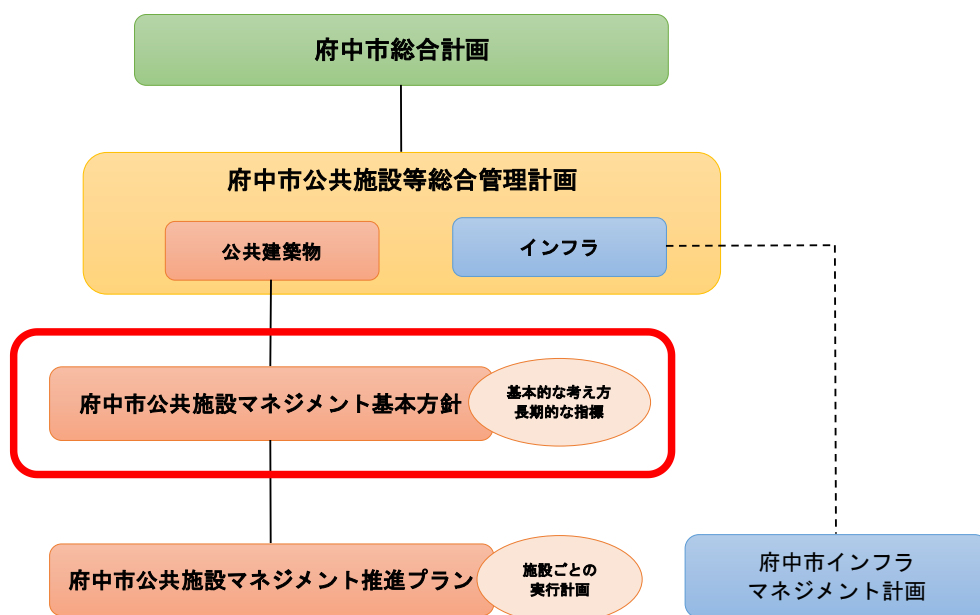 府中市総合計画
府中市公共施設等総合管理計画
公共建築物
インフラ
府中市公共施設マネジメント基本方針
基本的な考え方
長期的な指標
府中市公共施設マネジメント推進プラン
施設ごとの
実行計画
府中市インフラ
マネジメント計画